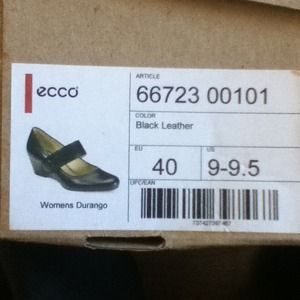 ecco
ARTICLE
66723 00101
COLOR
Black Leather
EU
40
US
9-9.5
UPC/EAN
Womens Durango